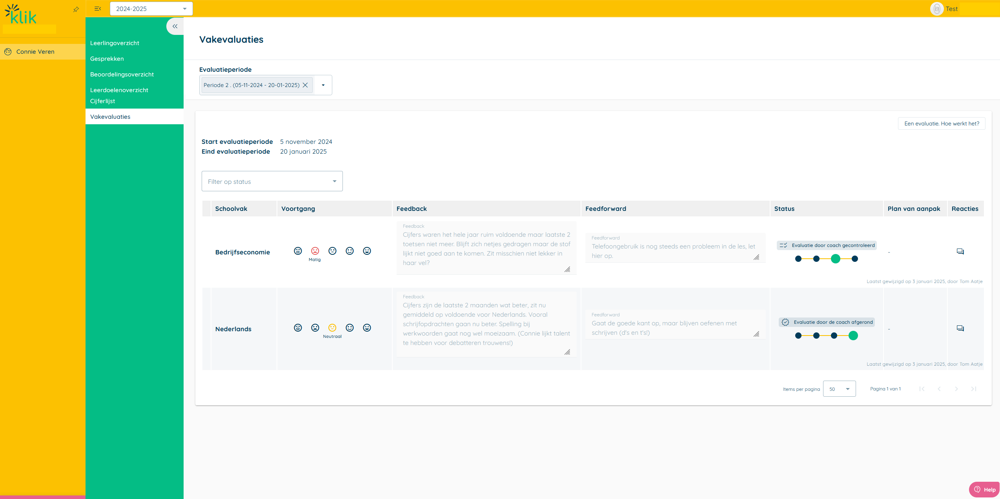 klik
2024-2025
Test
Connie Veren
Leerlingoverzicht
Gesprekken
Beoordelingsoverzicht
Leerdoelenoverzicht
Cijferlijst
Vakevaluaties
Vakevaluaties
Evaluatieperiode
Periode 2 . (05-11-2024 - 20-01-2025)
Een evaluatie. Hoe werkt het?
Start evaluatieperiode 5 november 2024
Eind evaluatieperiode 20 januari 2025
Filter op status
Schoolvak Voortgang Feedback Feedforward Status Plan van aanpak Reacties
Bedrijfseconomie
Matig
Feedback
Cijfers waren het hele jaar ruim voldoende maar laatste 2
toetsen niet meer. Blijft zich netjes gedragen maar de stof
lijkt niet goed aan te komen. Zit misschien niet lekker in
haar vel?
Feedforward
Telefoongebruik is nog steeds een probleem in de les, let
hier op.
Evaluatie door coach gecontroleerd
-
Laatst gewijzigd op 3 januari 2025, door Tom Aatje
Nederlands
Neutraal
Feedback
Cijfers zijn de laatste 2 maanden wat beter, zit nu
gemiddeld op voldoende voor Nederlands. Vooral
schrijfopdrachten gaan nu beter. Spelling bij
werkwoorden gaat nog wel moeizaam. (Connie lijkt talent
te hebben voor debatteren trouwens!)
Feedforward
Gaat de goede kant op, maar blijven oefenen met
schrijven (d's en t's!)
Evaluatie door de coach afgerond
-
Laatst gewijzigd op 3 januari 2025, door Tom Aatje
Items per pagina 50 Pagina 1 van 1
Help